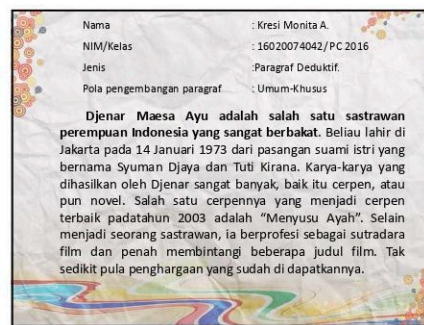 Nama : Kresi Monita A.
NIM/Kelas : 16020074042/PC 2016
Jenis :Paragraf Deduktif.
Pola pengembangan paragraf : Umum-Khusus
Djenar Maesa Ayu adalah salah satu sastrawan
perempuan Indonesia yang sangat berbakat. Beliau lahir di
Jakarta pada 14 Januari 1973 dari pasangan suami istri yang
bernama Syuman Djaya dan Tuti Kirana. Karya-karya yang
dihasilkan oleh Djenar sangat banyak, baik itu cerpen, atau
pun novel. Salah satu cerpennya yang menjadi cerpen
terbaik padatahun 2003 adalah “Menyusu Ayah”. Selain
menjadi seorang sastrawan, ia berprofesi sebagai sutradara
film dan penah membintangi beberapa judul film. Tak
sedikit pula penghargaan yang sudah di dapatkannya.